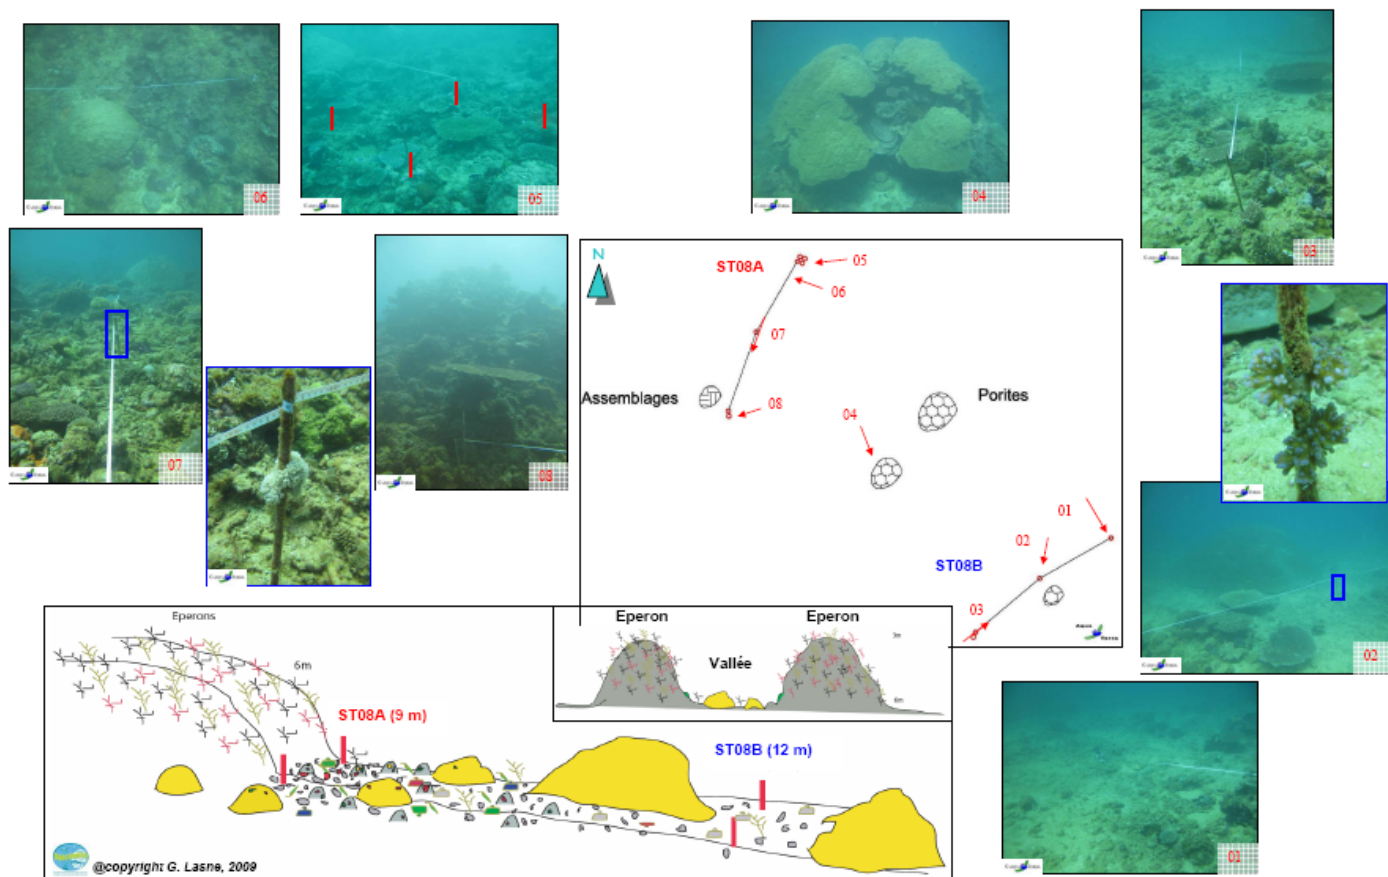 06
05
04
03
07
08
02
01
N
ST08A
05
06
07
08
Assemblages
04
Porites
01
02
ST08B
03
Eperons
6m
ST08A (9 m)
ST08B (12 m)
Eperon
Eperon
Vallée
3m
@copyright G. Lasne, 2009